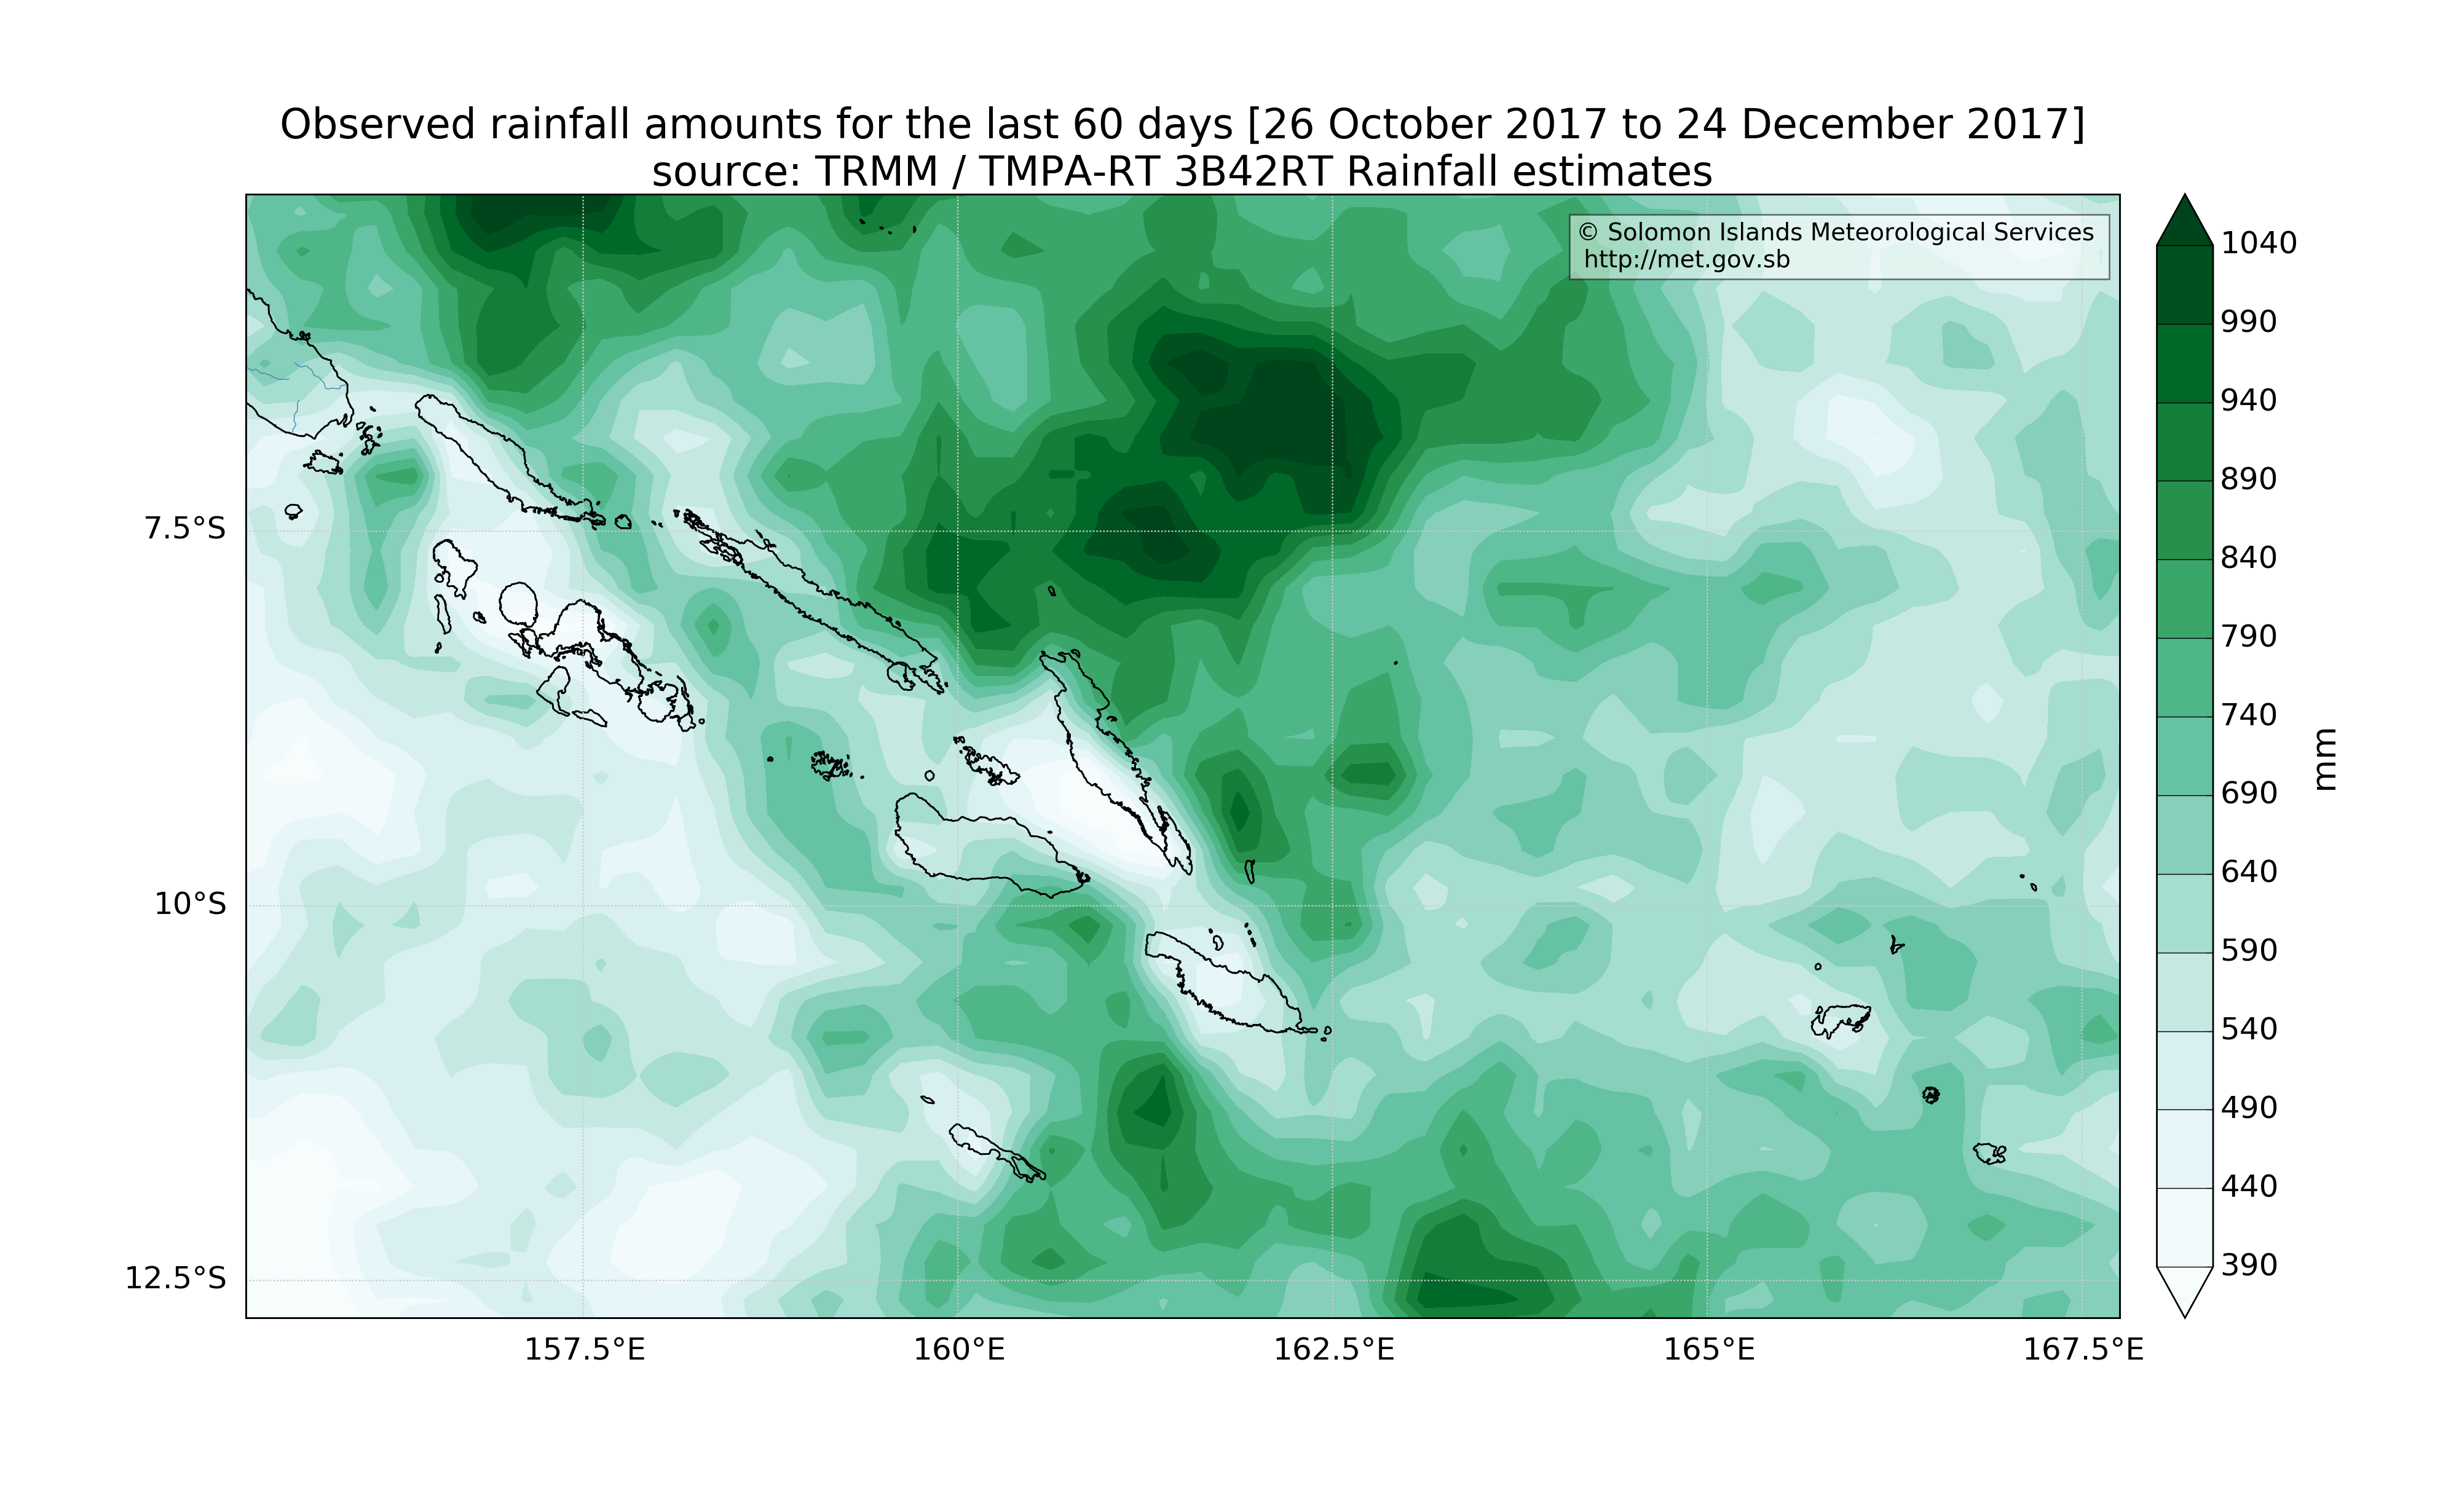 Observed rainfall amounts for the last 60 days [26 October 2017 to 24 December 2017]
source: TRMM / TMPA-RT 3B42RT Rainfall estimates
© Solomon Islands Meteorological Services
http://met.gov.sb
7.5°S
10°S
12.5°S
157.5°E
160°E
162.5°E
165°E
167.5°E
1040
990
940
890
840
790
740
690
640
590
540
490
440
390
mm